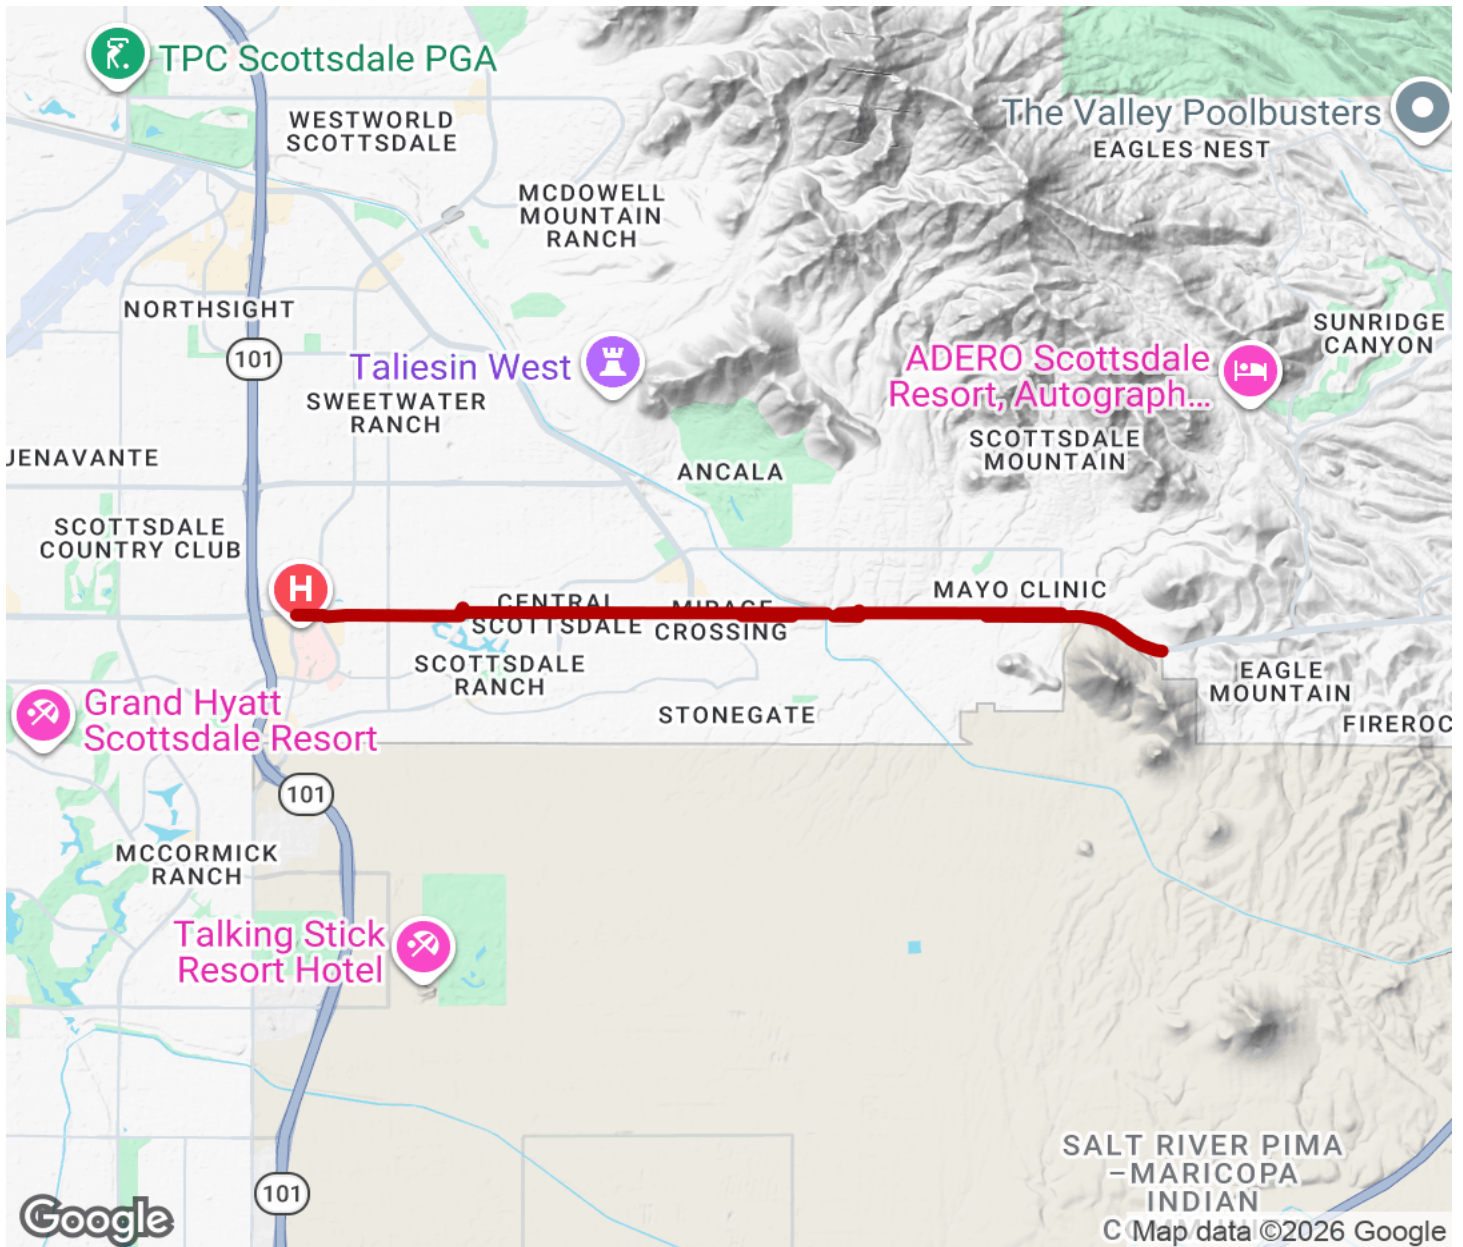 TPC Scottsdale PGA
WESTWORLD
SCOTTSDALE
The Valley Poolbusters
EAGLES NEST
MCDOWELL
MOUNTAIN
RANCH
NORTHSIGHT
101
Taliesin West
SWEETWATER
RANCH
SUNRIDGE
CANYON
ADERO Scottsdale
Resort, Autograph...
SCOTTSDALE
MOUNTAIN
JENAVANTE
ANCALA
SCOTTSDALE
COUNTRY CLUB
H
MAYO CLINIC
CENTRAL
SCOTTSDALE
MIRAGE
CROSSING
SCOTTSDALE
RANCH
EAGLE
MOUNTAIN
Grand Hyatt
Scottsdale Resort
STONEGATE
FIREROC
101
MCCORMICK
RANCH
Talking Stick
Resort Hotel
SALT RIVER PIMA
–MARICOPA
INDIAN
101
Google
Map data ©2026 Google